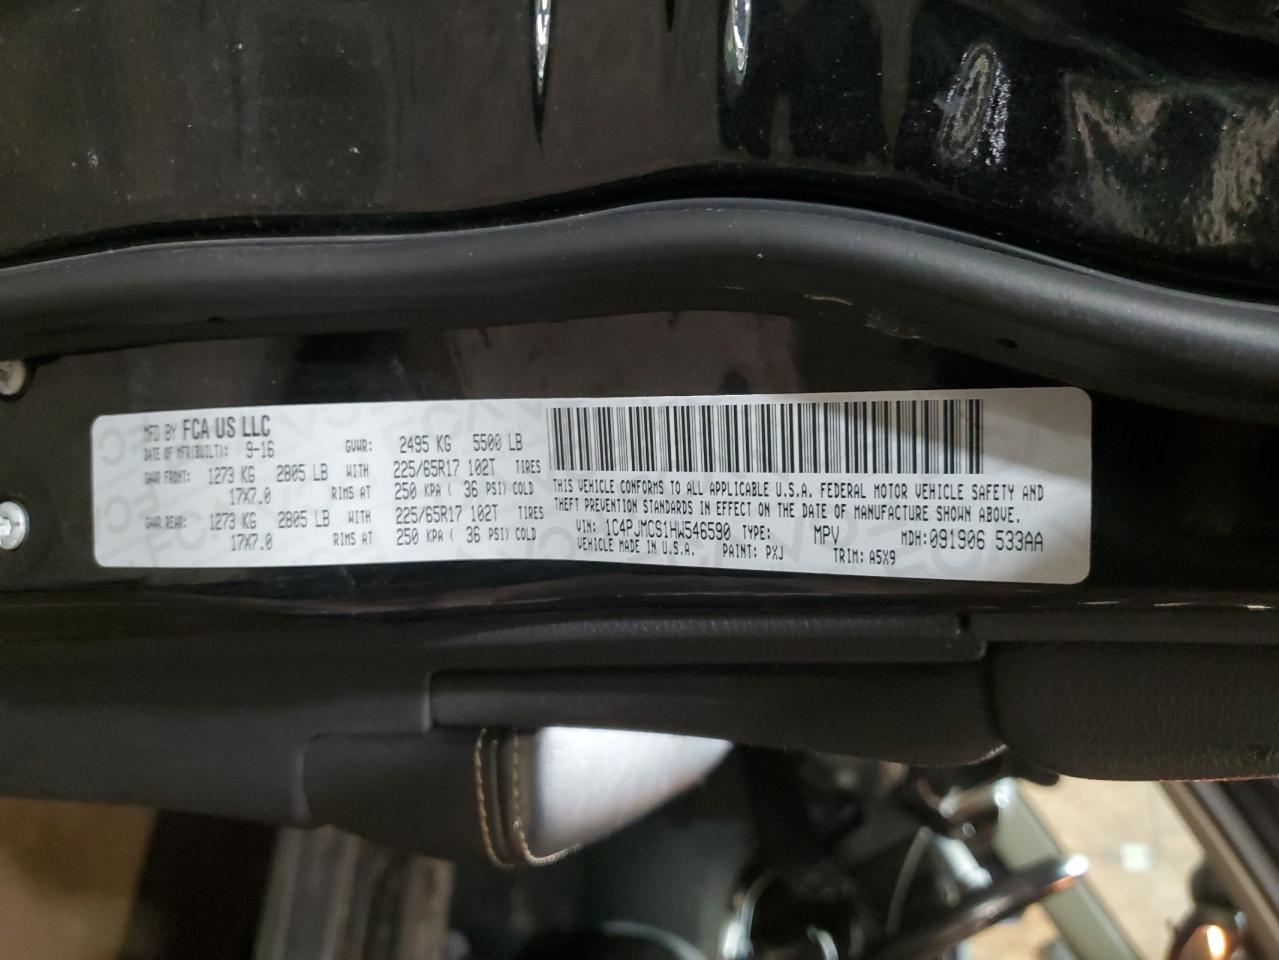 MFD BY FCA US LLC
DATE OF MFR(BUILT): 9-16 GVWR: 2495 KG 5500 LB
GAWR FRONT: 1273 KG 2805 LB WITH 225/65R17 102T TIRES
17X7.0 RIMS AT 250 KPA ( 36 PSI) COLD
GAWR REAR: 1273 KG 2805 LB WITH 225/65R17 102T TIRES
17X7.0 RIMS AT 250 KPA ( 36 PSI) COLD
THIS VEHICLE CONFORMS TO ALL APPLICABLE U.S.A. FEDERAL MOTOR VEHICLE SAFETY AND
THEFT PREVENTION STANDARDS IN EFFECT ON THE DATE OF MANUFACTURE SHOWN ABOVE.
VIN: 1C4PJMCS1HW546590 TYPE: MPV MDH: 091906 533AA
VEHICLE MADE IN U.S.A. PAINT: PXJ TRIM: A5X9